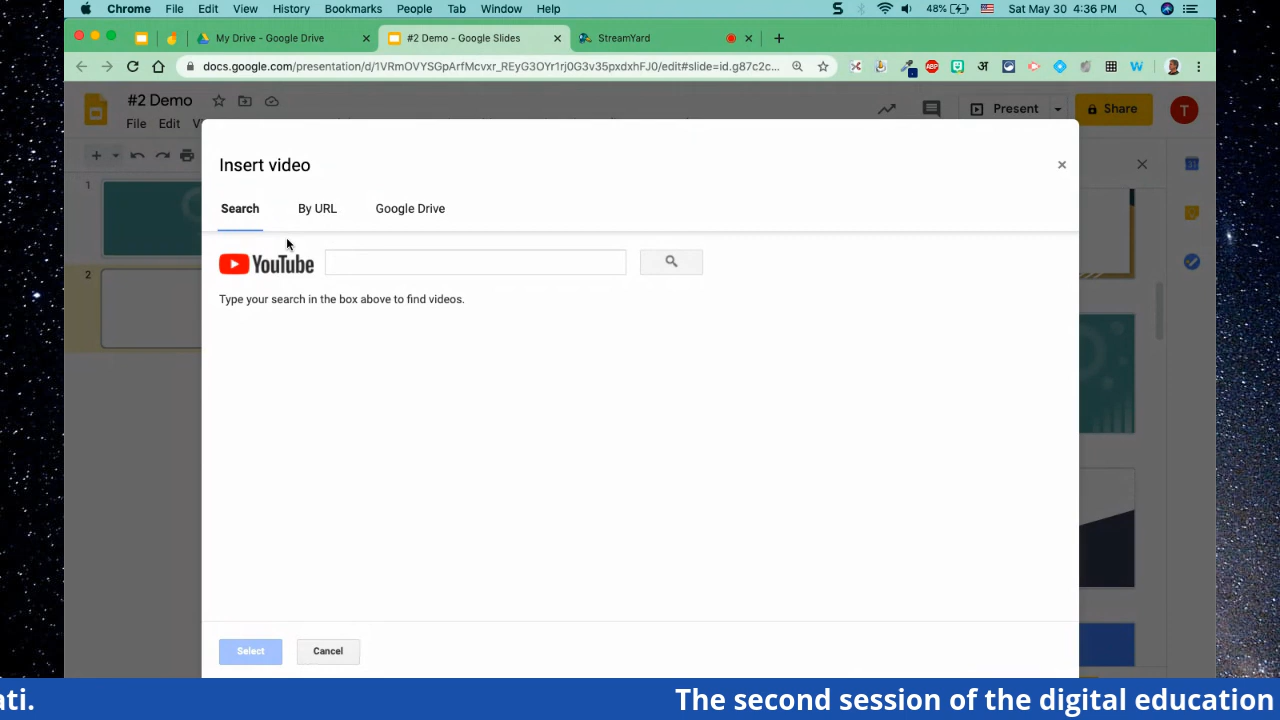 Chrome File Edit View History Bookmarks People Tab Window Help 48% Sat May 30 4:36 PM
My Drive - Google Drive #2 Demo - Google Slides StreamYard
docs.google.com/presentation/d/1VRmOVYSGpArfMcvxr_REyG3OYr1rj0G3v35pxdxhFJ0/edit#slide=id.g87c2c...
#2 Demo
File Edit
Present
Share
T
Insert video
1
Search By URL Google Drive
YouTube
2
Type your search in the box above to find videos.
Select Cancel
ati. The second session of the digital education